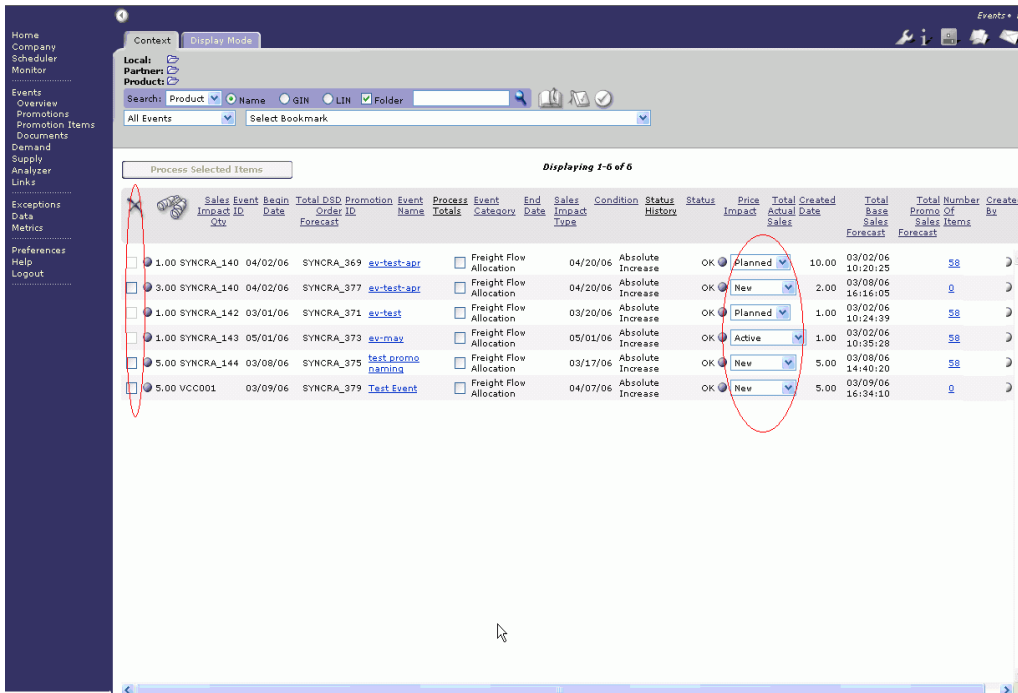 Events •
Home
Company
Scheduler
Monitor
Events
Overview
Promotions
Promotion Items
Documents
Demand
Supply
Analyzer
Links
Exceptions
Data
Metrics
Preferences
Help
Logout
Context Display Mode
Local:
Partner:
Product:
Search: Product Name GIN LIN Folder
All Events Select Bookmark
Process Selected Items Displaying 1-6 of 6
Sales Event Begin Total DSD Promotion Event Process Event End Sales Condition Status Status Price Total Created Total Total Number Create
Impact ID Date Order ID Name Totals Category Date Impact History Impact Actual Date Base Promo Of By
Qty Forecast Type Sales Sales Sales Items
Forecast Forecast
1.00 SYNCRA_140 04/02/06 SYNCRA_369 ev-test-apr Freight Flow Allocation 04/20/06 Absolute Increase OK Planned 10.00 03/02/06 10:20:25 58
3.00 SYNCRA_140 04/02/06 SYNCRA_377 ev-test-apr Freight Flow Allocation 04/20/06 Absolute Increase OK New 2.00 03/08/06 16:16:05 0
1.00 SYNCRA_142 03/01/06 SYNCRA_371 ev-test Freight Flow Allocation 03/20/06 Absolute Increase OK Planned 1.00 03/02/06 10:24:39 58
1.00 SYNCRA_143 05/01/06 SYNCRA_373 ev-may Freight Flow Allocation 05/01/06 Absolute Increase OK Active 1.00 03/02/06 10:35:28 58
5.00 SYNCRA_144 03/08/06 SYNCRA_375 test promo naming Freight Flow Allocation 03/17/06 Absolute Increase OK New 5.00 03/08/06 14:40:20 58
5.00 VCC001 03/09/06 SYNCRA_379 Test Event Freight Flow Allocation 04/07/06 Absolute Increase OK New 5.00 03/09/06 16:34:10 0